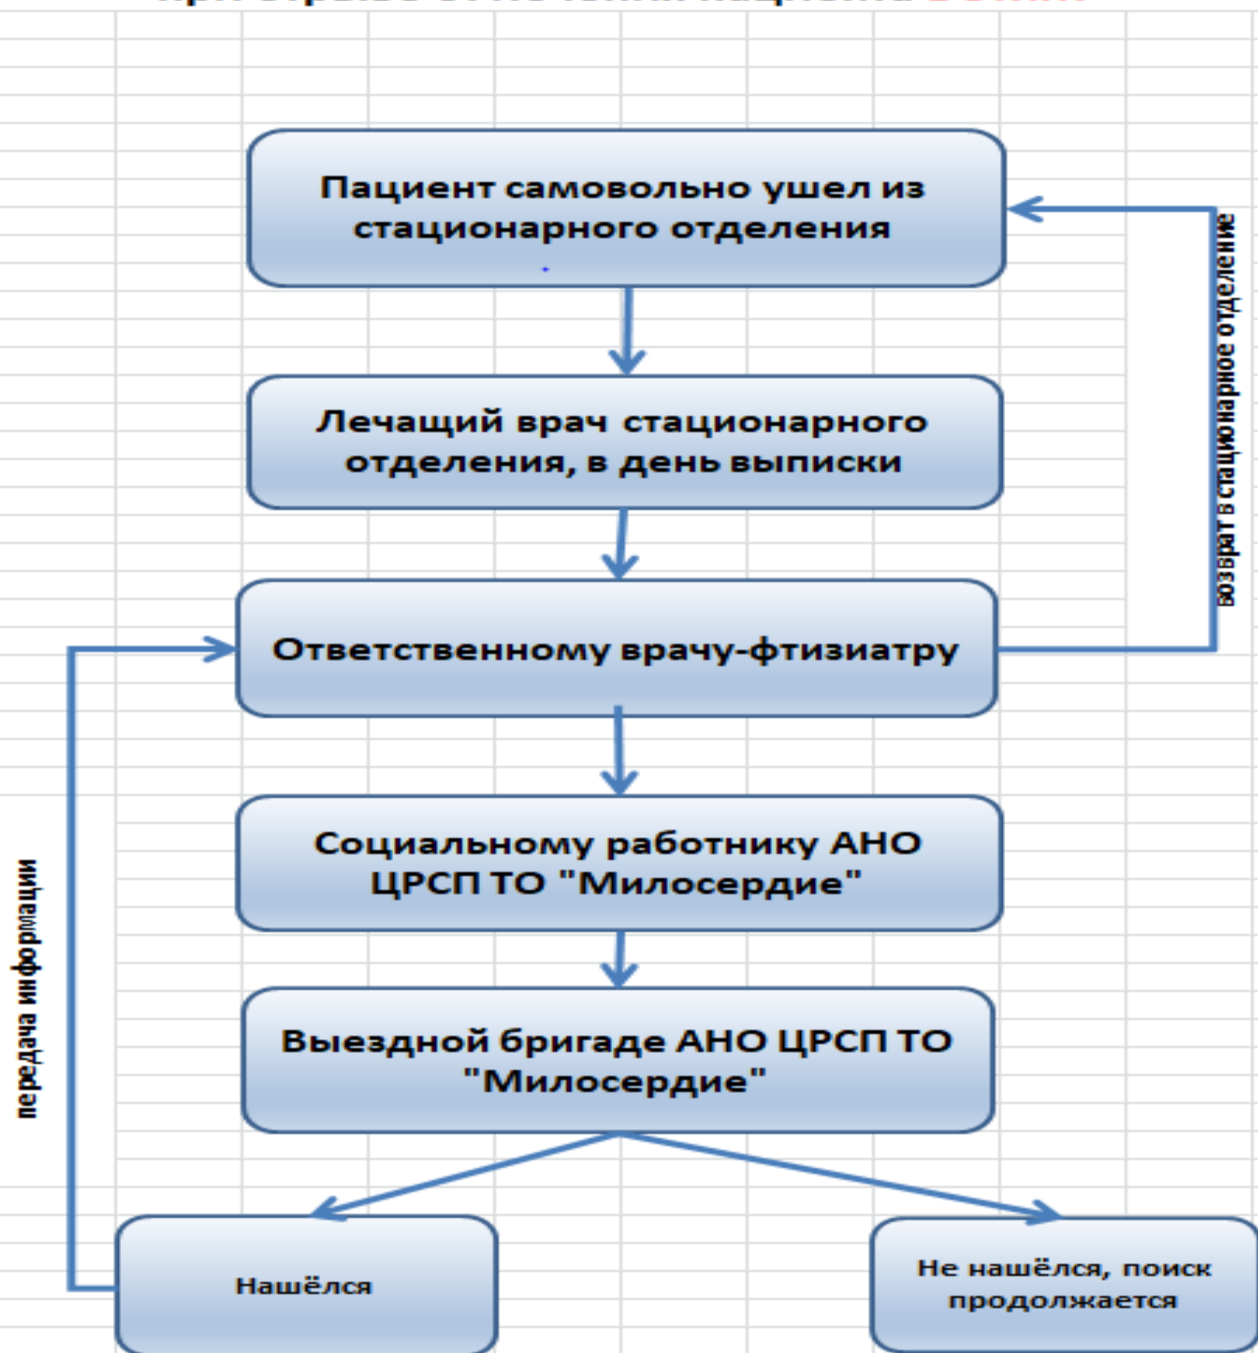 Пациент самовольно ушел из
стационарного отделения
возврат в стационарное отделение
Лечащий врач стационарного
отделения, в день выписки
Ответственному врачу-фтизиатру
Социальному работнику АНО
ЦРСП ТО "Милосердие"
передача информации
Выездной бригаде АНО ЦРСП ТО
"Милосердие"
Нашёлся
Не нашёлся, поиск
продолжается